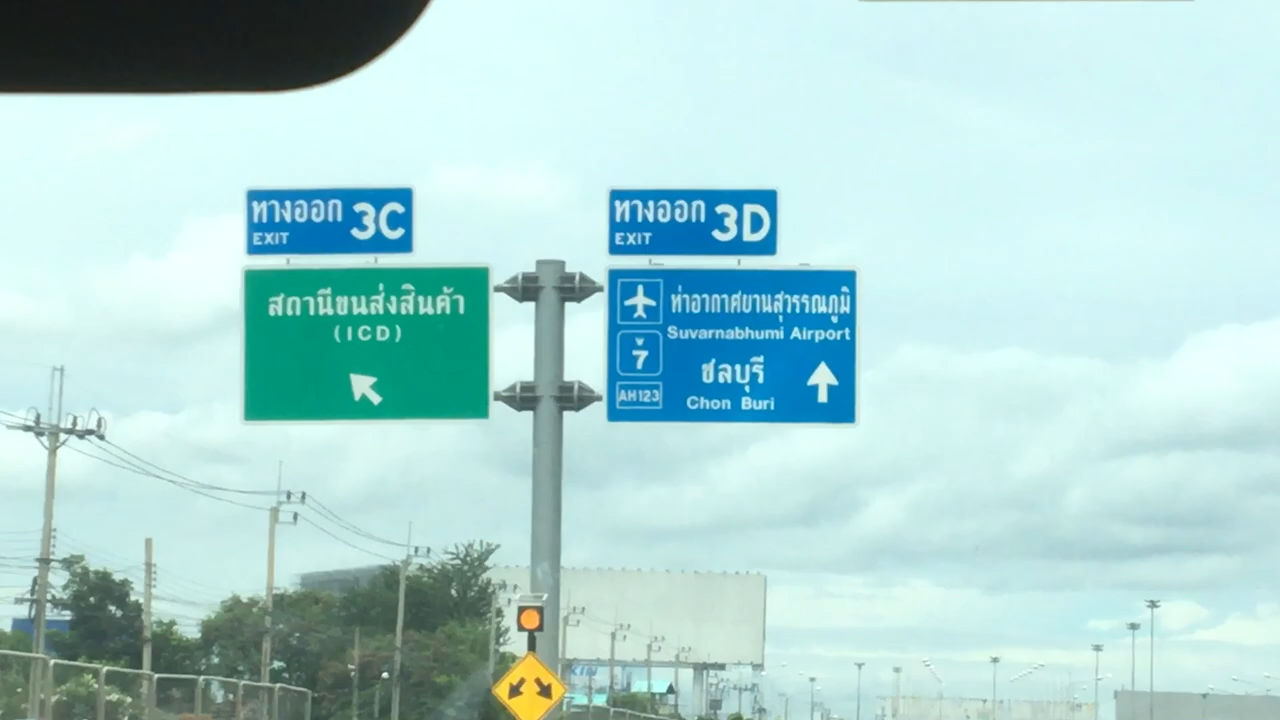 ทางออก 3C
EXIT
สถานีขนส่งสินค้า
(ICD)
ทางออก 3D
EXIT
ท่าอากาศยานสุวรรณภูมิ
Suvarnabhumi Airport
7
ชลบุรี
AH123
Chon Buri